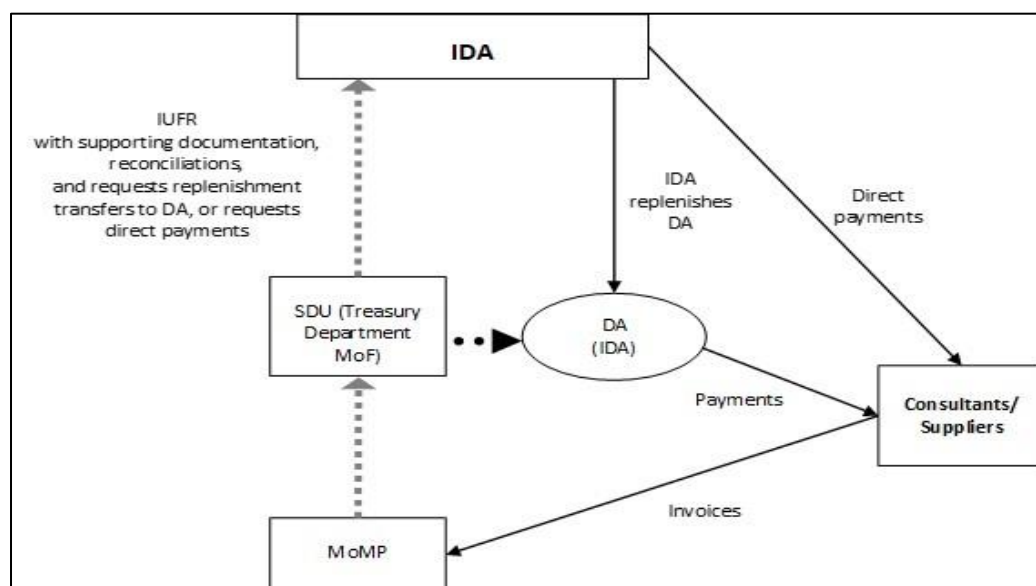 IDA
IUFR
with supporting documentation,
reconciliations,
and requests replenishment
transfers to DA, or requests
direct payments
IDA
replenishes
DA
Direct
payments
SDU (Treasury
Department
MoF)
DA
(IDA)
Payments
Consultants/
Suppliers
Invoices
MoMP